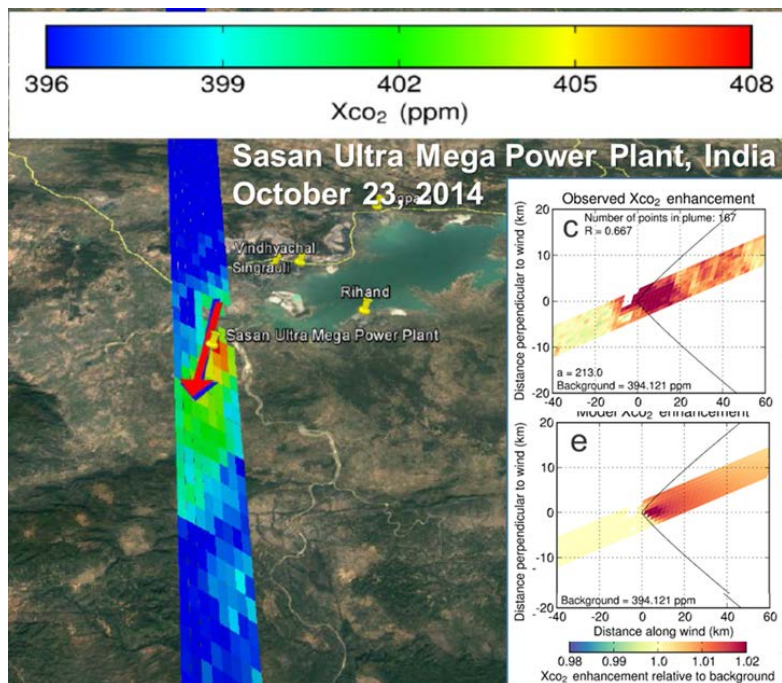 396
399
402
405
408
Xco₂ (ppm)
Sasan Ultra Mega Power Plant, India
October 23, 2014
Vindhyachal
Singrauli
Rihand
Sasan Ultra Mega Power Plant
Observed Xco₂ enhancement
c
Number of points in plume: 167
R = 0.667
20
10
0
-10
-20
Distance perpendicular to wind (km)
a = 213.0
Background = 394.121 ppm
-40 -20 0 20 40 60
Model Xco₂ enhancement
e
20
10
0
-10
-20
Distance perpendicular to wind (km)
Background = 394.121 ppm
-40 -20 0 20 40 60
Distance along wind (km)
0.98 0.99 1.0 1.01 1.02
Xco₂ enhancement relative to background